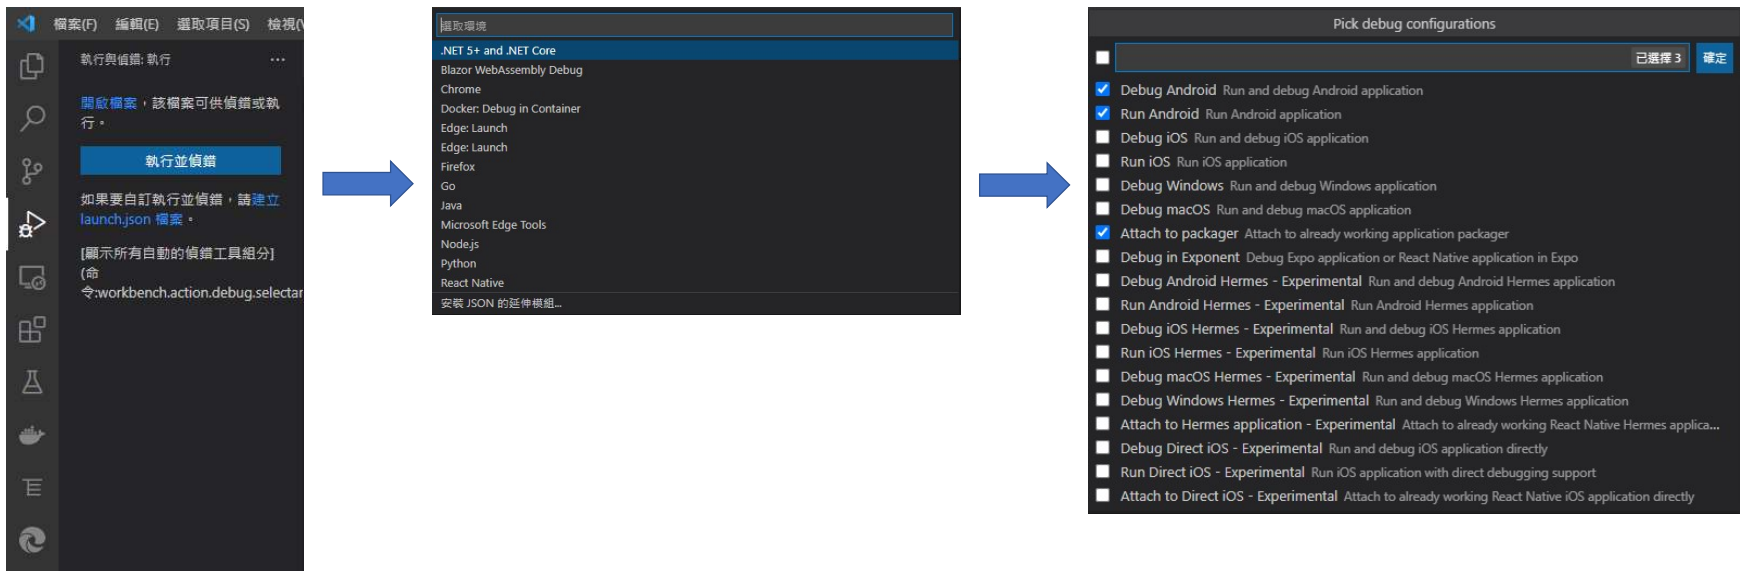 檔案(F) 編輯(E) 選取項目(S) 檢視(V
執行與偵錯: 執行 ...
開啟檔案，該檔案可供偵錯或執
行。
執行並偵錯
如果要自訂執行並偵錯，請建立
launch.json 檔案。
[顯示所有自動的偵錯工具組分]
(命
令:workbench.action.debug.selectar
選取環境
.NET 5+ and .NET Core
Blazor WebAssembly Debug
Chrome
Docker: Debug in Container
Edge: Launch
Edge: Launch
Firefox
Go
Java
Microsoft Edge Tools
Node.js
Python
React Native
安裝 JSON 的延伸模組...
Pick debug configurations
已選擇 3 確定
Debug Android Run and debug Android application
Run Android Run Android application
Debug iOS Run and debug iOS application
Run iOS Run iOS application
Debug Windows Run and debug Windows application
Debug macOS Run and debug macOS application
Attach to packager Attach to already working application packager
Debug in Exponent Debug Expo application or React Native application in Expo
Debug Android Hermes - Experimental Run and debug Android Hermes application
Run Android Hermes - Experimental Run Android Hermes application
Debug iOS Hermes - Experimental Run and debug iOS Hermes application
Run iOS Hermes - Experimental Run iOS Hermes application
Debug macOS Hermes - Experimental Run and debug macOS Hermes application
Debug Windows Hermes - Experimental Run and debug Windows Hermes application
Attach to Hermes application - Experimental Attach to already working React Native Hermes applica...
Debug Direct iOS - Experimental Run and debug iOS application directly
Run Direct iOS - Experimental Run iOS application with direct debugging support
Attach to Direct iOS - Experimental Attach to already working React Native iOS application directly